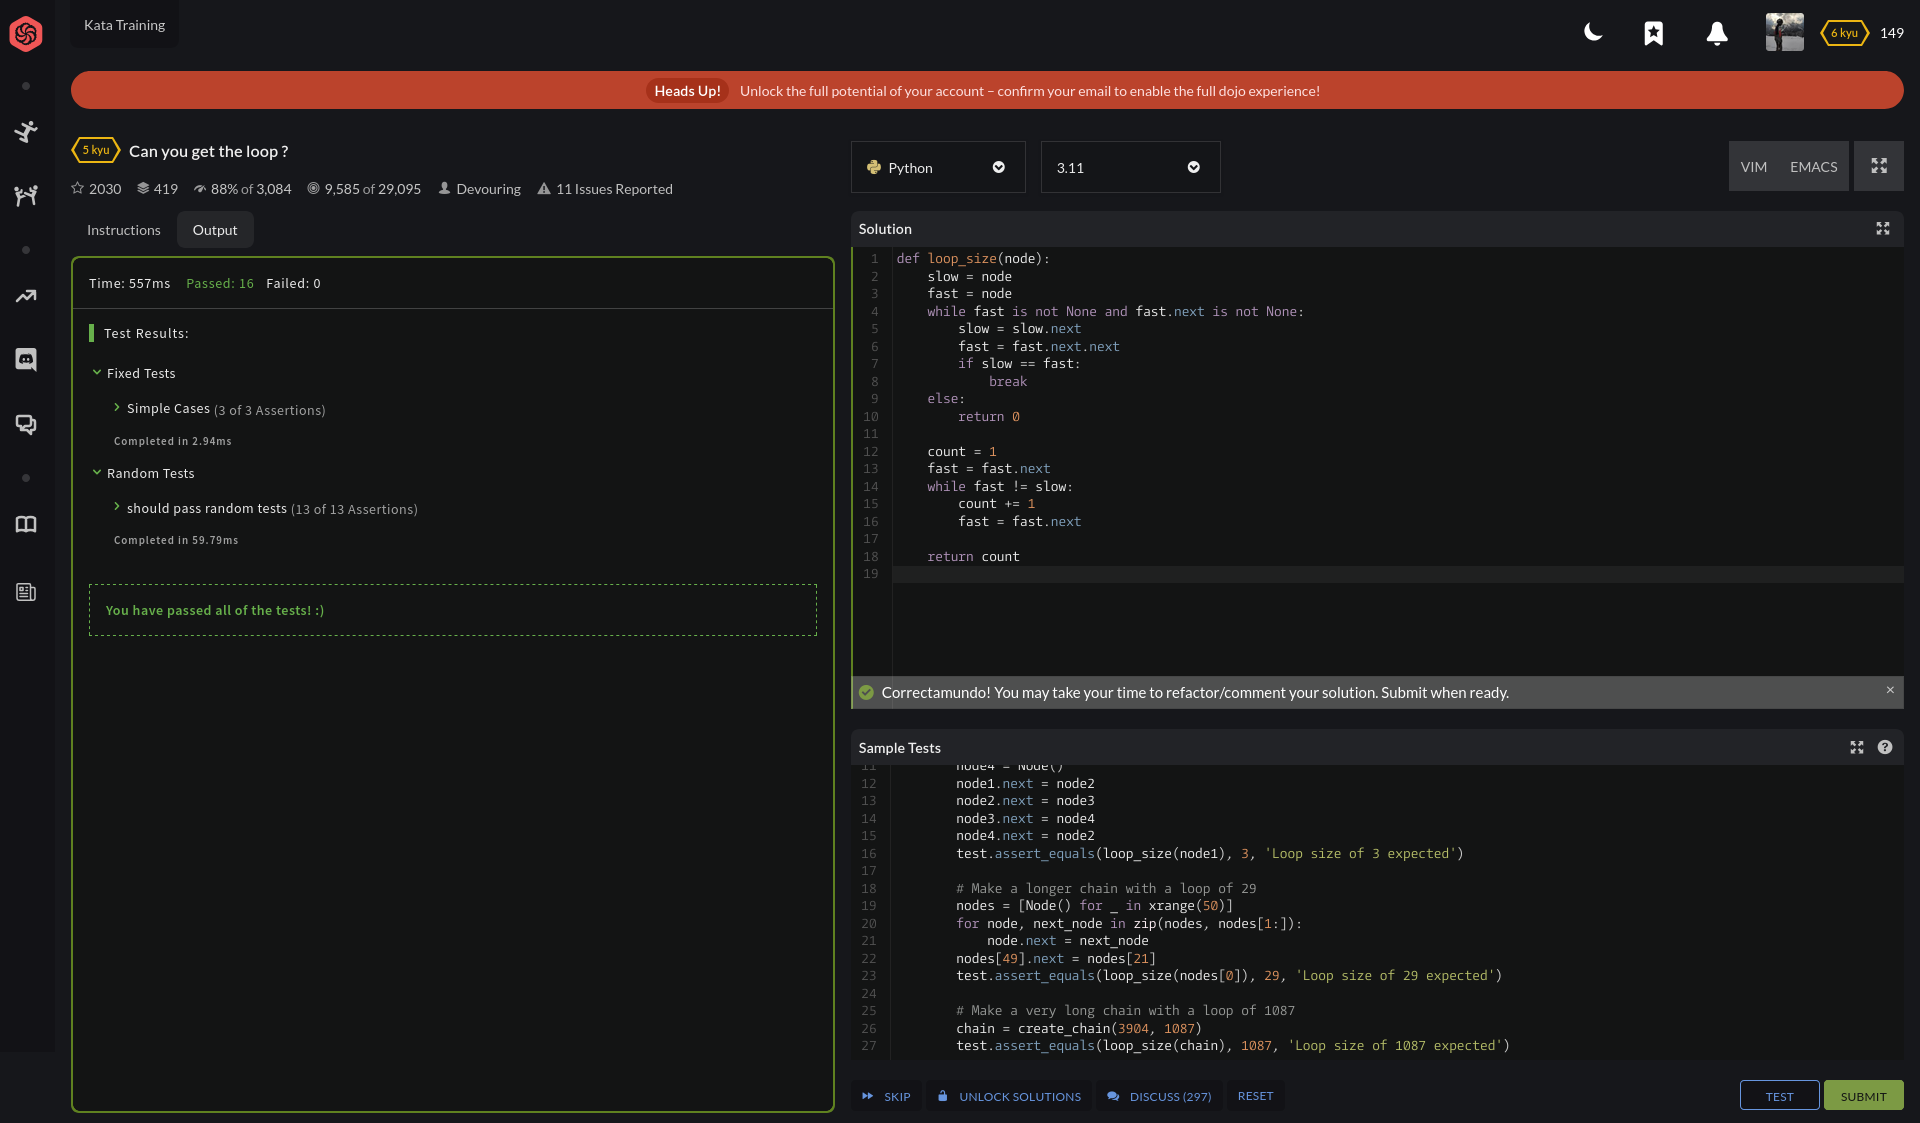 Kata Training
6 kyu 149
Heads Up! Unlock the full potential of your account – confirm your email to enable the full dojo experience!
5 kyu Can you get the loop ?
2030 419 88% of 3,084 9,585 of 29,095 Devouring 11 Issues Reported
Instructions Output
Time: 557ms Passed: 16 Failed: 0
Test Results:
Fixed Tests
Simple Cases (3 of 3 Assertions)
Completed in 2.94ms
Random Tests
should pass random tests (13 of 13 Assertions)
Completed in 59.79ms
You have passed all of the tests! :)
Python 3.11 VIM EMACS
Solution
1 def loop_size(node):
2     slow = node
3     fast = node
4     while fast is not None and fast.next is not None:
5         slow = slow.next
6         fast = fast.next.next
7         if slow == fast:
8             break
9     else:
10         return 0
11
12     count = 1
13     fast = fast.next
14     while fast != slow:
15         count += 1
16         fast = fast.next
17
18     return count
19
Correctamundo! You may take your time to refactor/comment your solution. Submit when ready. ×
Sample Tests
11 node4 = Node()
12 node1.next = node2
13 node2.next = node3
14 node3.next = node4
15 node4.next = node2
16 test.assert_equals(loop_size(node1), 3, 'Loop size of 3 expected')
17
18 # Make a longer chain with a loop of 29
19 nodes = [Node() for _ in xrange(50)]
20 for node, next_node in zip(nodes, nodes[1:]):
21     node.next = next_node
22 nodes[49].next = nodes[21]
23 test.assert_equals(loop_size(nodes[0]), 29, 'Loop size of 29 expected')
24
25 # Make a very long chain with a loop of 1087
26 chain = create_chain(3904, 1087)
27 test.assert_equals(loop_size(chain), 1087, 'Loop size of 1087 expected')
SKIP UNLOCK SOLUTIONS DISCUSS (297) RESET TEST SUBMIT